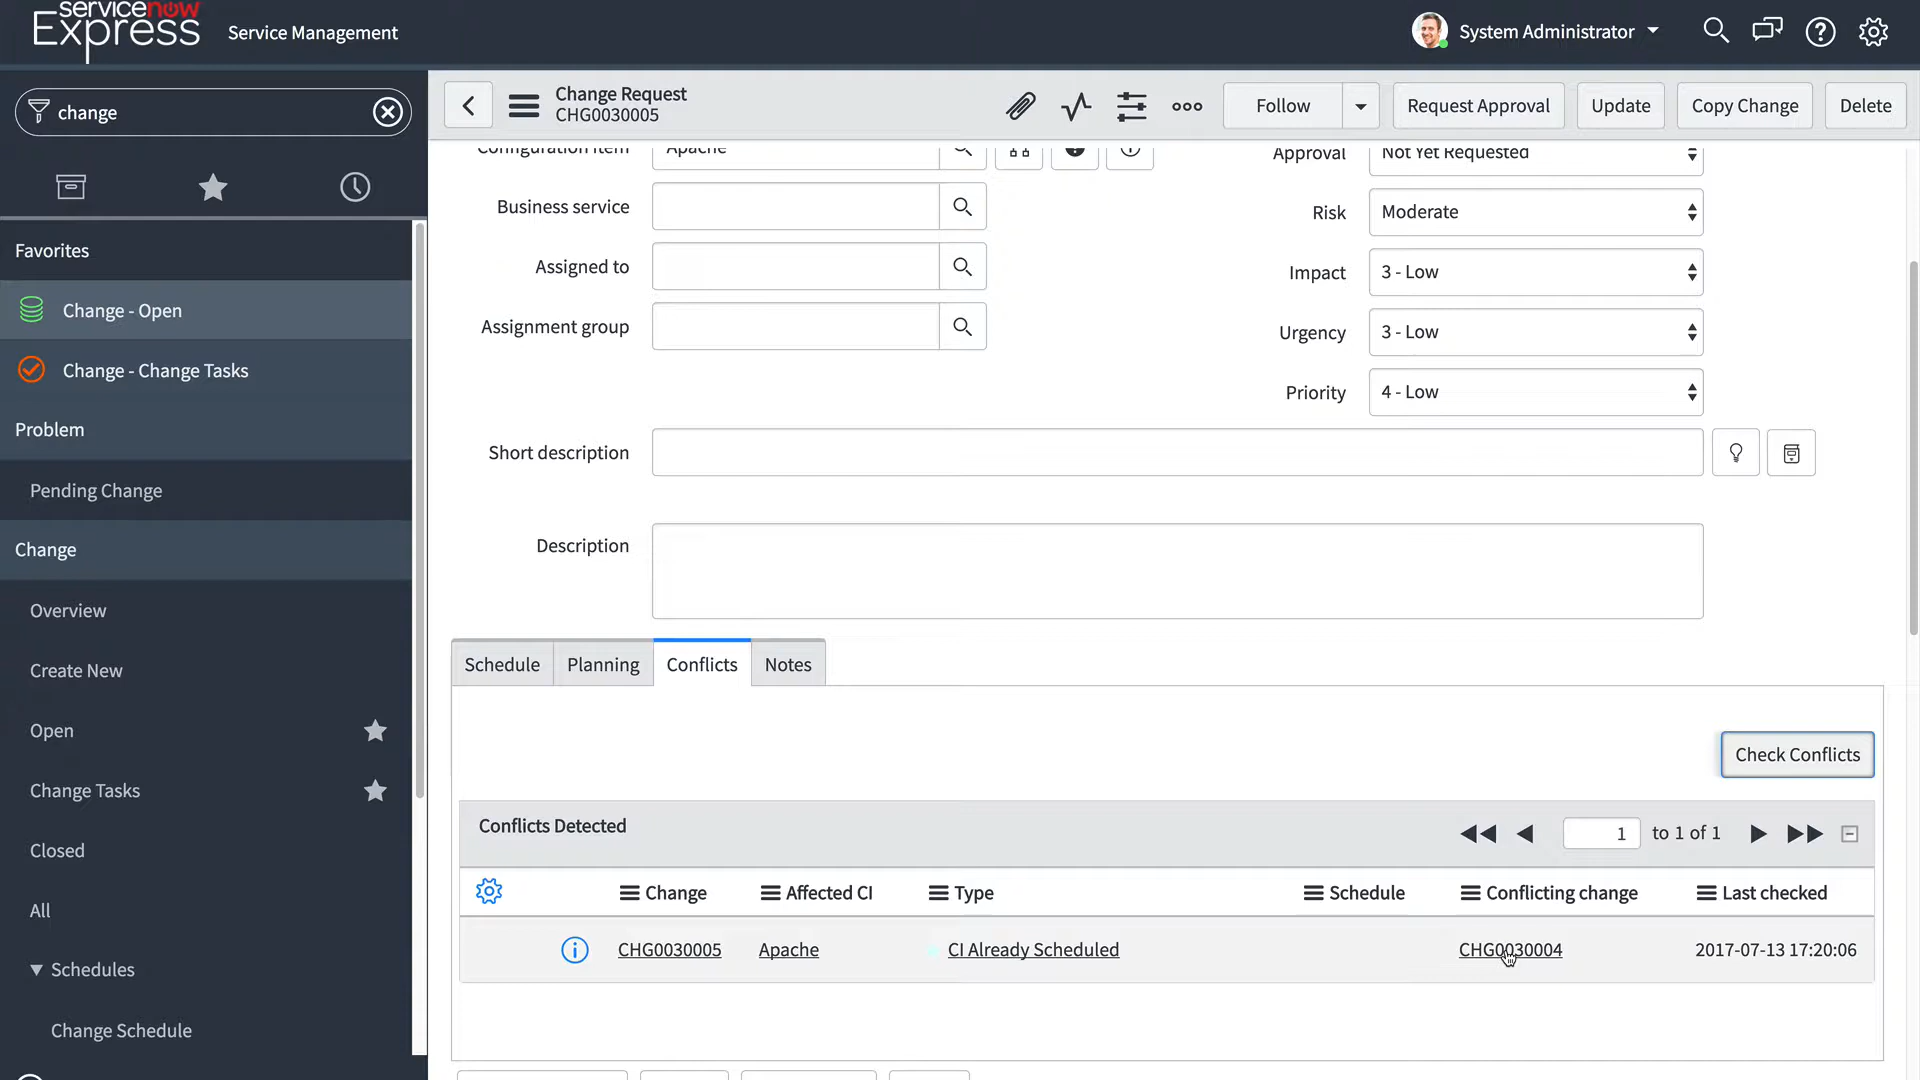 servicenow
Express
Service Management
System Administrator
change
Change Request
CHG0030005
Follow
Request Approval
Update
Copy Change
Delete
Favorites
Change - Open
Change - Change Tasks
Problem
Pending Change
Change
Overview
Create New
Open
Change Tasks
Closed
All
Schedules
Change Schedule
Configuration item
Apache
Approval
Not Yet Requested
Business service
Risk
Moderate
Assigned to
Impact
3 - Low
Assignment group
Urgency
3 - Low
Priority
4 - Low
Short description
Description
Schedule
Planning
Conflicts
Notes
Check Conflicts
Conflicts Detected
1 to 1 of 1
Change
Affected CI
Type
Schedule
Conflicting change
Last checked
CHG0030005
Apache
CI Already Scheduled
CHG0030004
2017-07-13 17:20:06